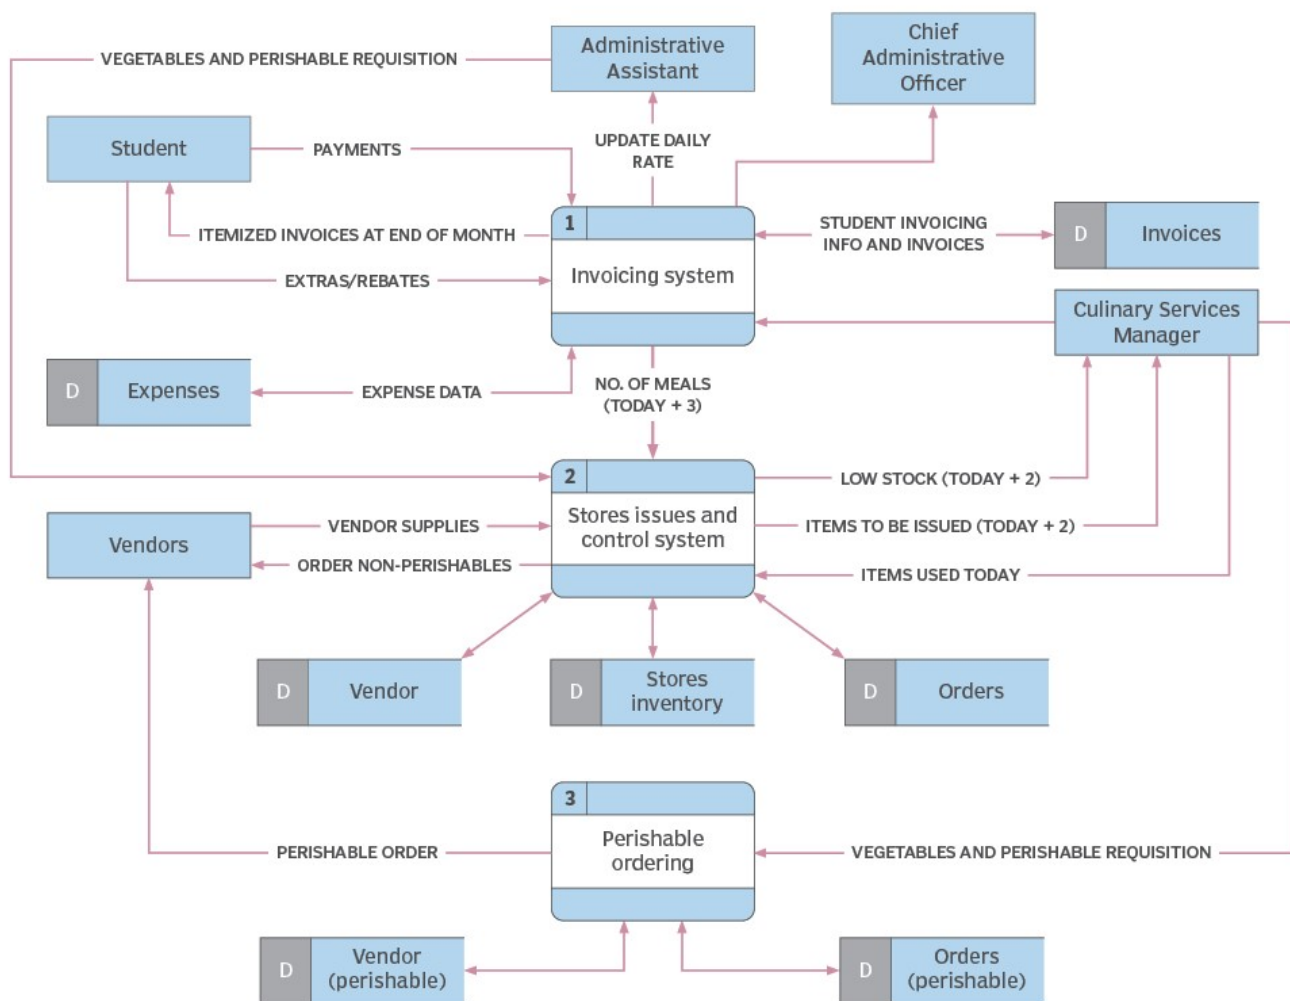 VEGETABLES AND PERISHABLE REQUISITION
Administrative
Assistant
Chief
Administrative
Officer
Student
PAYMENTS
UPDATE DAILY
RATE
ITEMIZED INVOICES AT END OF MONTH
1
Invoicing system
STUDENT INVOICING
INFO AND INVOICES
D
Invoices
EXTRAS/REBATES
Culinary Services
Manager
D
Expenses
EXPENSE DATA
NO. OF MEALS
(TODAY + 3)
2
Stores issues and
control system
LOW STOCK (TODAY + 2)
Vendors
VENDOR SUPPLIES
ITEMS TO BE ISSUED (TODAY + 2)
ORDER NON-PERISHABLES
ITEMS USED TODAY
D
Vendor
D
Stores
inventory
D
Orders
3
Perishable
ordering
PERISHABLE ORDER
VEGETABLES AND PERISHABLE REQUISITION
D
Vendor
(perishable)
D
Orders
(perishable)